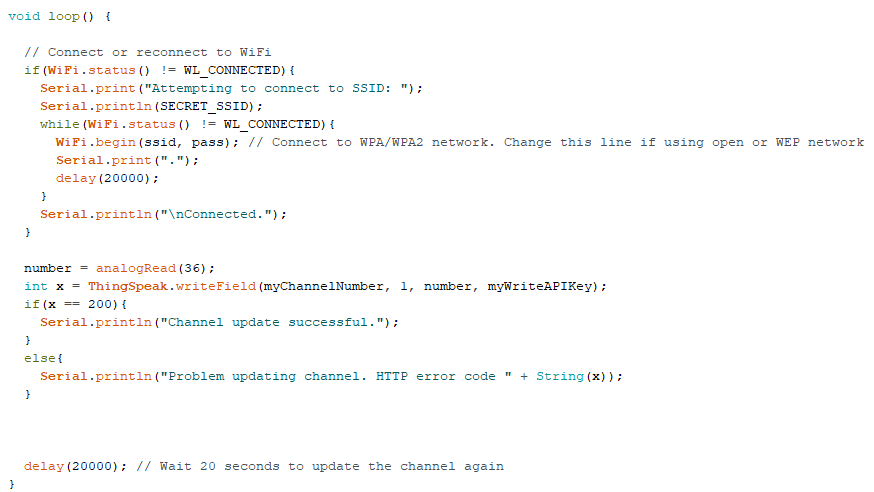 void loop() {
// Connect or reconnect to WiFi
if(WiFi.status() != WL_CONNECTED){
Serial.print("Attempting to connect to SSID: ");
Serial.println(SECRET_SSID);
while(WiFi.status() != WL_CONNECTED){
WiFi.begin(ssid, pass); // Connect to WPA/WPA2 network. Change this line if using open or WEP network
Serial.print(".");
delay(20000);
}
Serial.println("\nConnected.");
}
number = analogRead(36);
int x = ThingSpeak.writeField(myChannelNumber, 1, number, myWriteAPIKey);
if(x == 200){
Serial.println("Channel update successful.");
}
else{
Serial.println("Problem updating channel. HTTP error code " + String(x));
}
delay(20000); // Wait 20 seconds to update the channel again
}